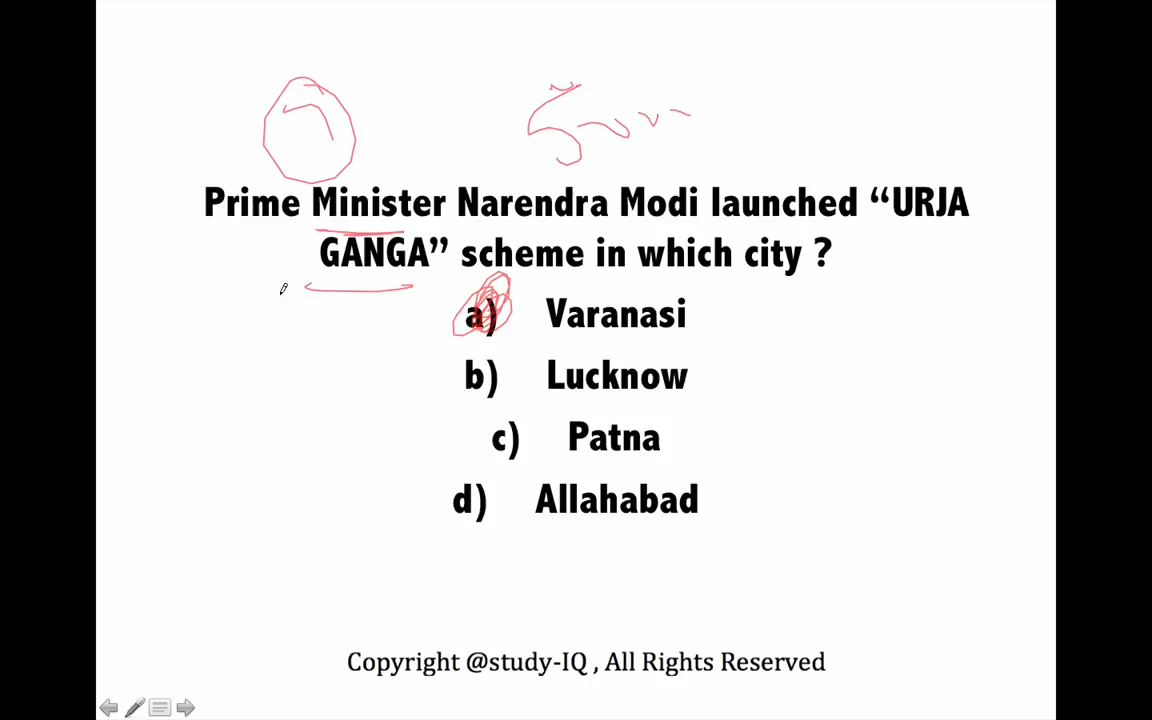 Prime Minister Narendra Modi launched “URJA
GANGA” scheme in which city ?
a) Varanasi
b) Lucknow
c) Patna
d) Allahabad
Copyright @study-IQ , All Rights Reserved